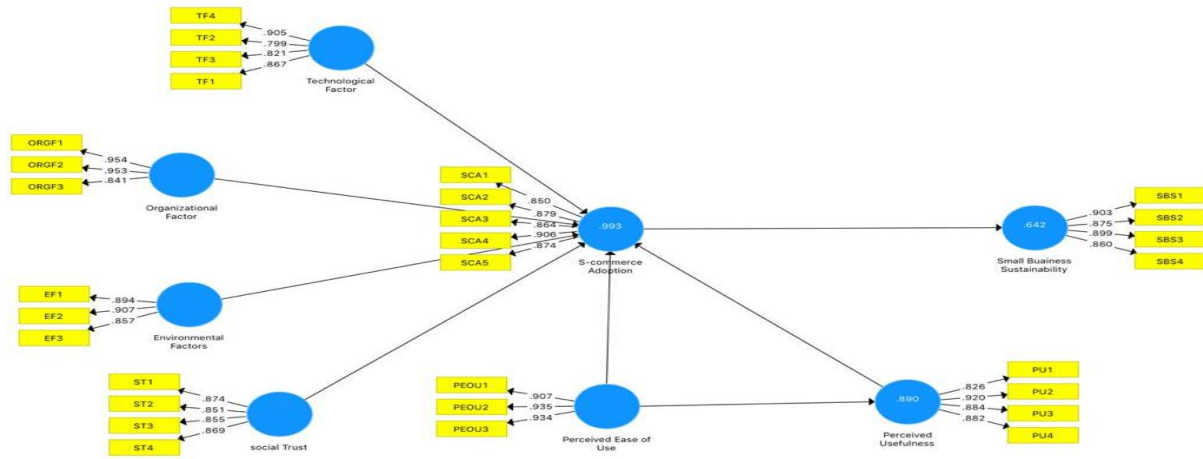 TF4
TF2
TF3
TF1
.905
.799
.821
.867
Technological
Factor
ORGF1
ORGF2
ORGF3
.954
.953
.841
Organizational
Factor
SCA1
SCA2
SCA3
SCA4
SCA5
.850
.879
.864
.906
.874
.993
S-commerce
Adoption
.642
Small Business
Sustainability
.903
.875
.899
.860
SBS1
SBS2
SBS3
SBS4
EF1
EF2
EF3
.894
.907
.857
Environmental
Factors
ST1
ST2
ST3
ST4
.874
.851
.855
.869
social Trust
PEOU1
PEOU2
PEOU3
.907
.935
.934
Perceived Ease of
Use
.890
Perceived
Usefulness
.826
.920
.884
.882
PU1
PU2
PU3
PU4